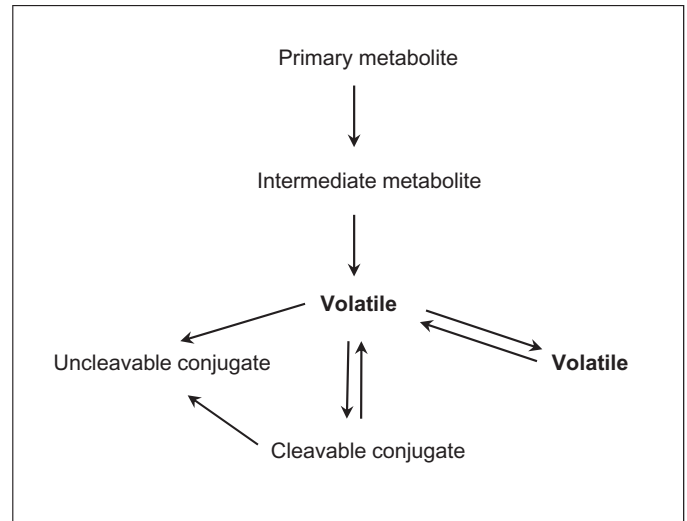 Primary metabolite
Intermediate metabolite
Volatile
Uncleavable conjugate
Volatile
Cleavable conjugate